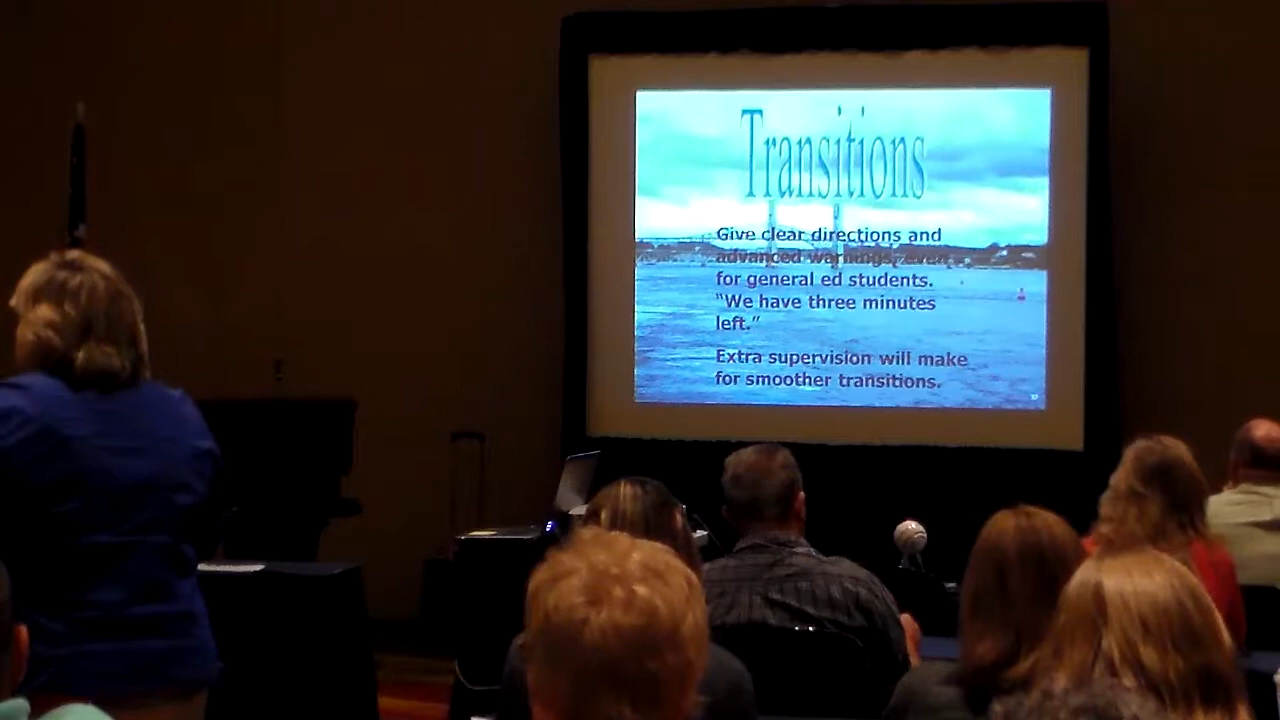 Transitions
Give clear directions and
advanced warnings, even
for general ed students.
“We have three minutes
left.”
Extra supervision will make
for smoother transitions.